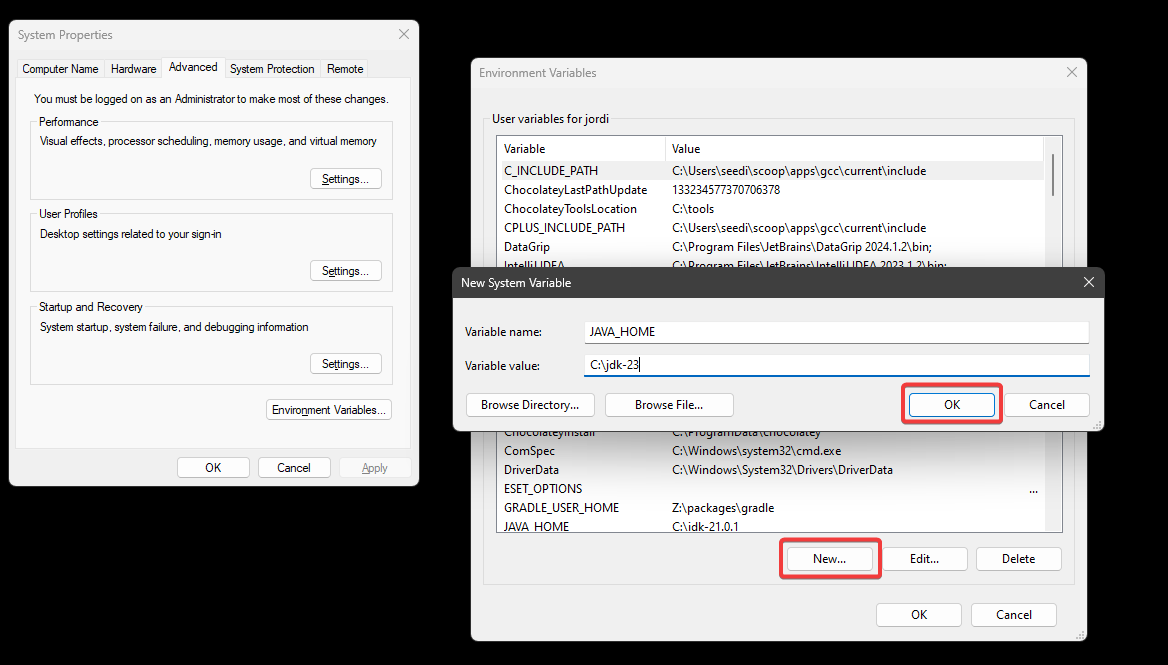 System Properties
Computer Name Hardware Advanced System Protection Remote
You must be logged on as an Administrator to make most of these changes.
Performance
Visual effects, processor scheduling, memory usage, and virtual memory
Settings...
User Profiles
Desktop settings related to your sign-in
Settings...
Startup and Recovery
System startup, system failure, and debugging information
Settings...
Environment Variables...
OK Cancel Apply
Environment Variables
User variables for jordi
Variable Value
C_INCLUDE_PATH C:\Users\seedi\scoop\apps\gcc\current\include
ChocolateyLastPathUpdate 133234577370706378
ChocolateyToolsLocation C:\tools
CPLUS_INCLUDE_PATH C:\Users\seedi\scoop\apps\gcc\current\include
DataGrip C:\Program Files\JetBrains\DataGrip 2024.1.2\bin;
IntelliJ IDEA C:\Program Files\JetBrains\IntelliJ IDEA 2023.1.2\bin;
New System Variable
Variable name: JAVA_HOME
Variable value: C:\jdk-23
Browse Directory... Browse File... OK Cancel
ChocolateyInstall C:\ProgramData\chocolatey
ComSpec C:\Windows\system32\cmd.exe
DriverData C:\Windows\System32\Drivers\DriverData
ESET_OPTIONS ...
GRADLE_USER_HOME Z:\packages\gradle
JAVA_HOME C:\jdk-21.0.1
New... Edit... Delete
OK Cancel